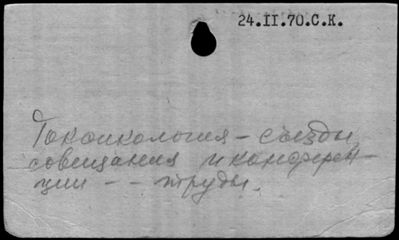 24.II.70.С.К.
Токсикология – съезды
совещания и конферен-
ции - - труды.